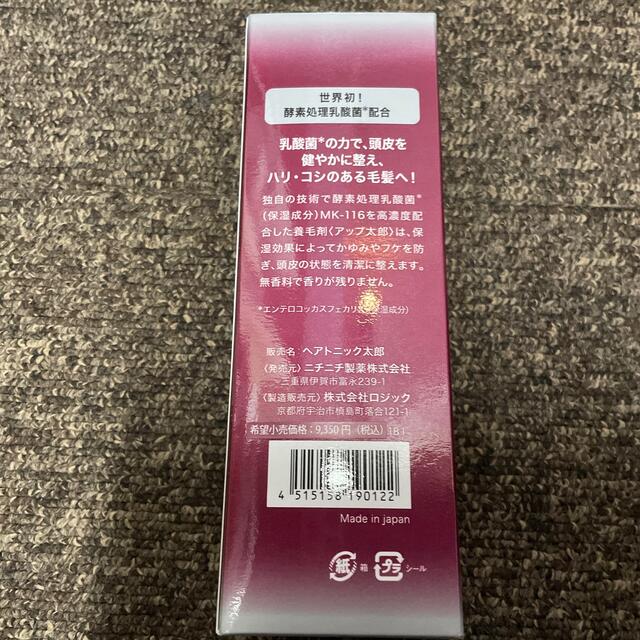 世界初！
酵素処理乳酸菌*配合
乳酸菌*の力で、頭皮を
健やかに整え、
ハリ・コシのある毛髪へ！
独自の技術で酵素処理乳酸菌*
(保湿成分)MK-116を高濃度配
合した養毛剤〈アップ太郎〉は、保
湿効果によってかゆみやフケを防
ぎ、頭皮の状態を清潔に整えます。
無香料で香りが残りません。
*エンテロコッカスフェカリ 湿成分)
販売名：ヘアトニック太郎
〈発売元〉ニチニチ製薬株式会社
三重県伊賀市富永239-1
〈製造販売元〉株式会社ロジック
京都府宇治市槙島町落合121-1
希望小売価格：9,350円（税込）181
4 515158 190122
Made in japan
紙 箱 プラ シール